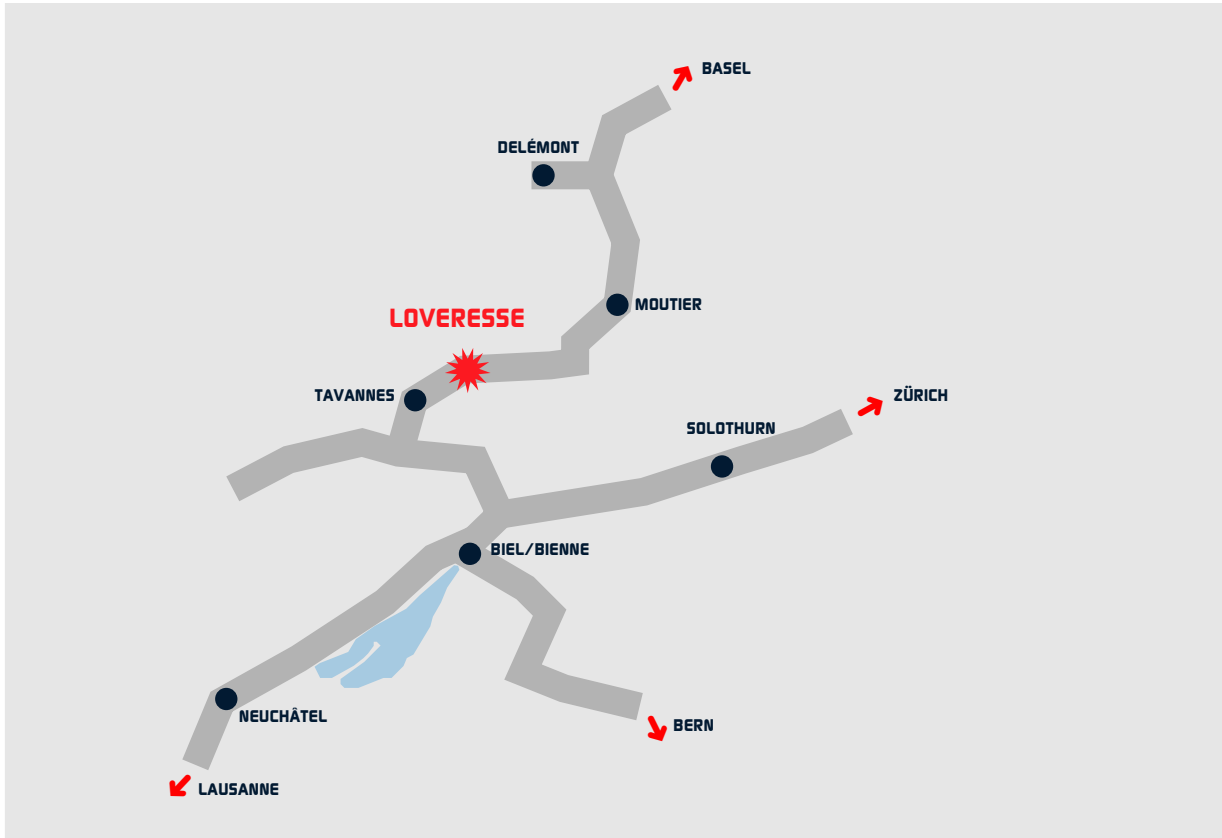 BASEL
DELÉMONT
MOUTIER
LOVERESSE
TAVANNES
ZÜRICH
SOLOTHURN
BIEL/BIENNE
NEUCHÂTEL
BERN
LAUSANNE